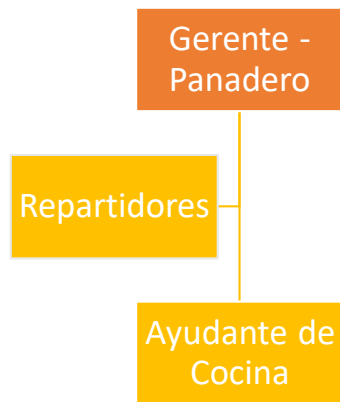 Gerente -
Panadero
Repartidores
Ayudante de
Cocina